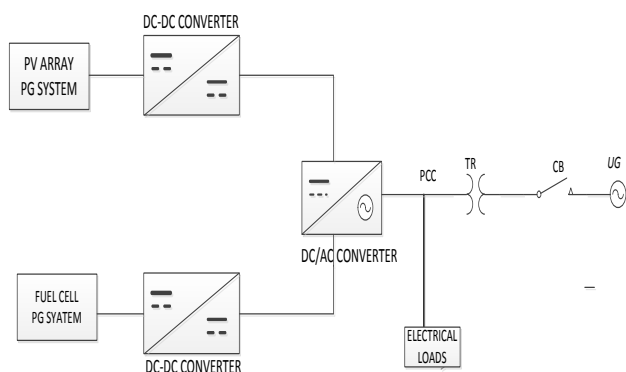 DC-DC CONVERTER
PV ARRAY
PG SYSTEM
PCC
TR
CB
UG
DC/AC CONVERTER
FUEL CELL
PG SYATEM
ELECTRICAL
LOADS
DC-DC CONVERTER